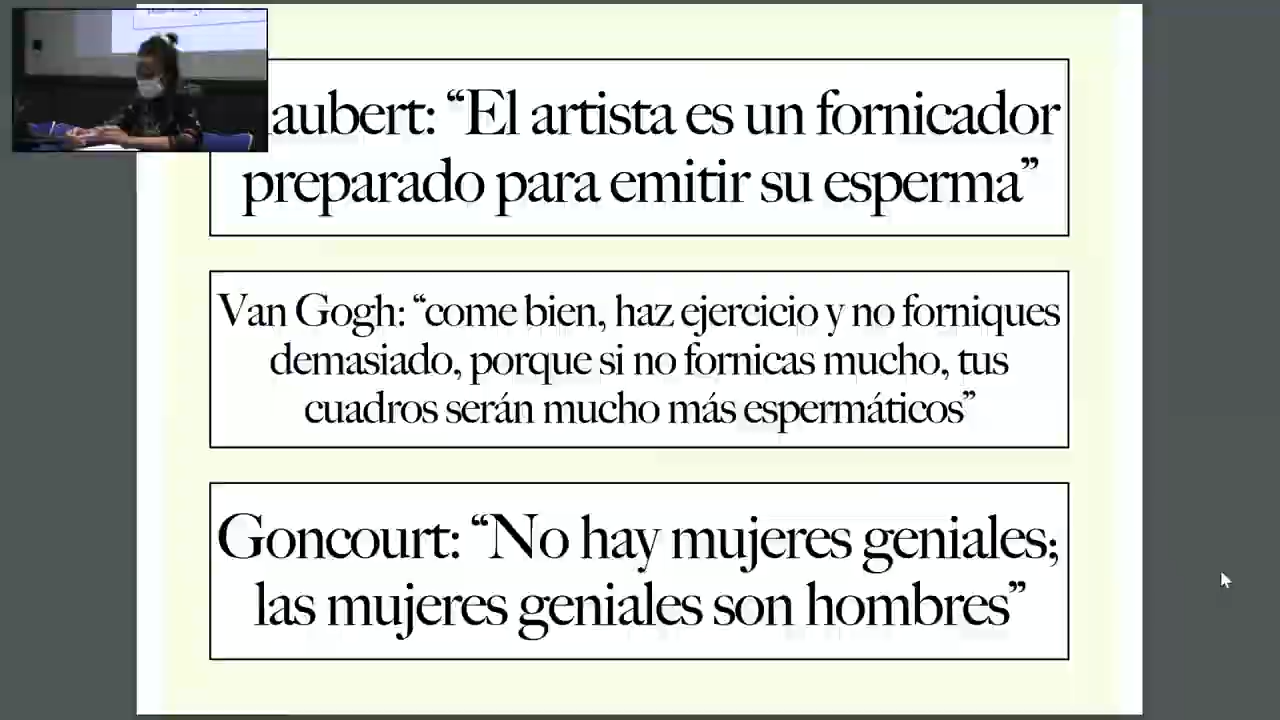 aubert: “El artista es un fornicador
preparado para emitir su esperma”
Van Gogh: “come bien, haz ejercicio y no forniques
demasiado, porque si no fornicas mucho, tus
cuadros serán mucho más espermáticos”
Goncourt: “No hay mujeres geniales;
las mujeres geniales son hombres”